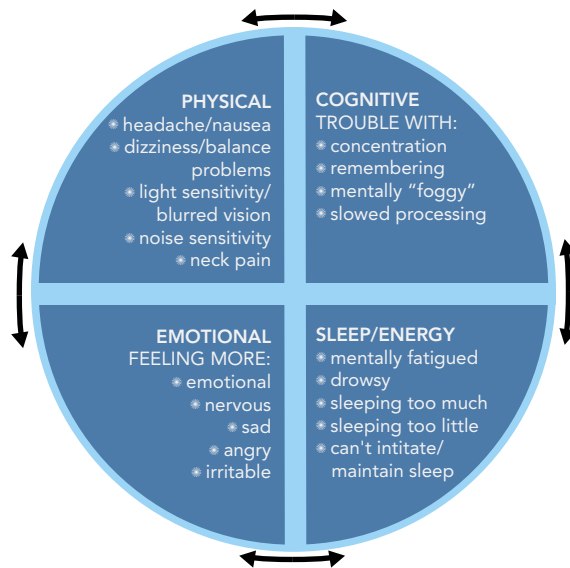 PHYSICAL
* headache/nausea
* dizziness/balance
problems
* light sensitivity/
blurred vision
* noise sensitivity
* neck pain
COGNITIVE
TROUBLE WITH:
* concentration
* remembering
* mentally “foggy”
* slowed processing
EMOTIONAL
FEELING MORE:
* emotional
* nervous
* sad
* angry
* irritable
SLEEP/ENERGY
* mentally fatigued
* drowsy
* sleeping too much
* sleeping too little
* can't intitate/
maintain sleep